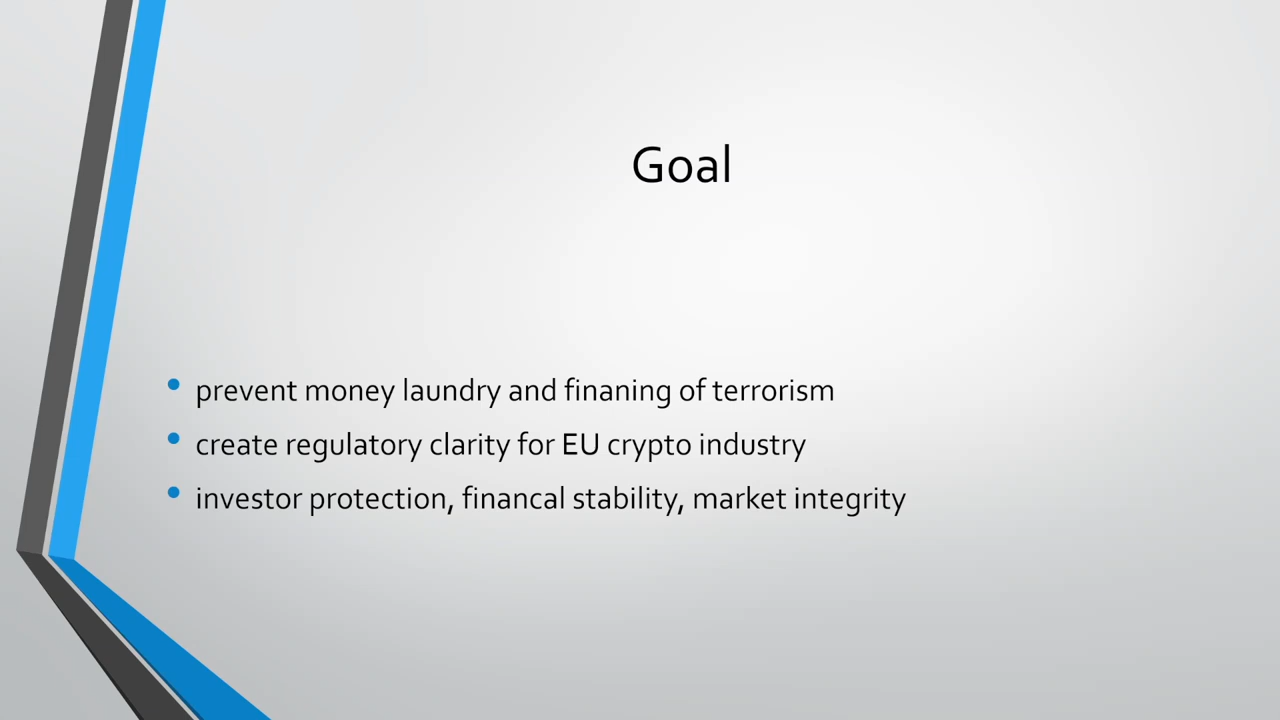 Goal
• prevent money laundry and finaning of terrorism
• create regulatory clarity for EU crypto industry
• investor protection, financal stability, market integrity